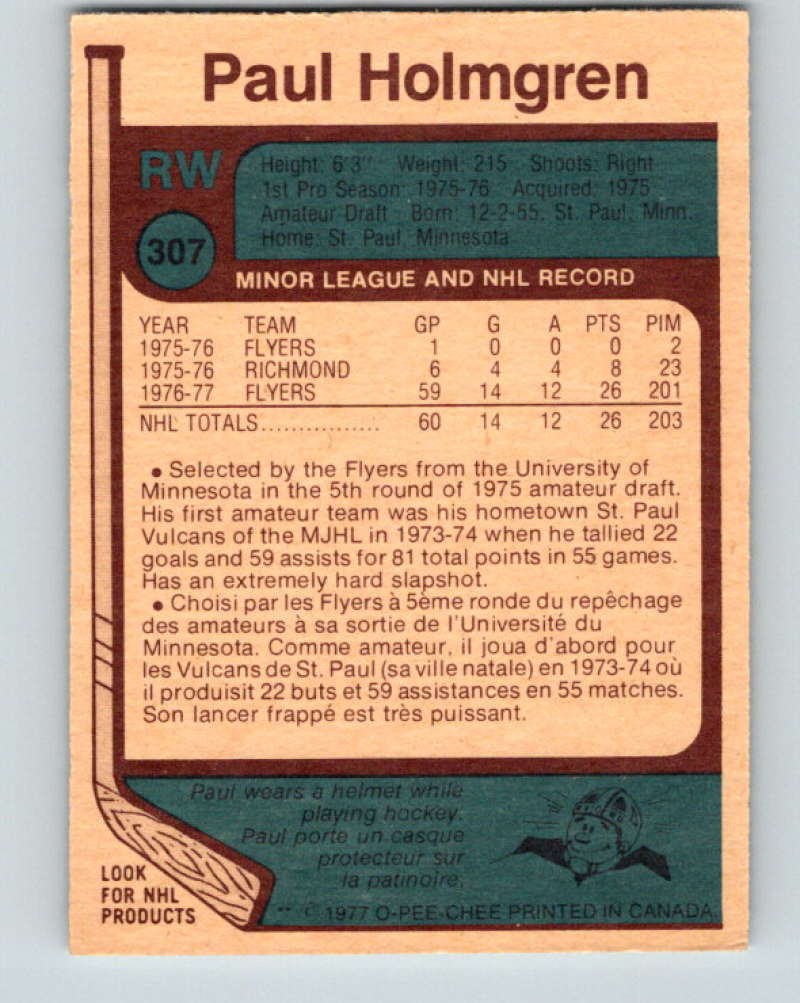 Paul Holmgren
RW
Height: 6'3" Weight: 215 Shoots: Right
1st Pro Season: 1975-76 Acquired: 1975
Amateur Draft Born: 12-2-55, St. Paul, Minn.
Home: St. Paul, Minnesota
307
MINOR LEAGUE AND NHL RECORD
YEAR TEAM GP G A PTS PIM
1975-76 FLYERS 1 0 0 0 2
1975-76 RICHMOND 6 4 4 8 23
1976-77 FLYERS 59 14 12 26 201
NHL TOTALS................ 60 14 12 26 203
• Selected by the Flyers from the University of
Minnesota in the 5th round of 1975 amateur draft.
His first amateur team was his hometown St. Paul
Vulcans of the MJHL in 1973-74 when he tallied 22
goals and 59 assists for 81 total points in 55 games.
Has an extremely hard slapshot.
• Choisi par les Flyers à 5ème ronde du repêchage
des amateurs à sa sortie de l'Université du
Minnesota. Comme amateur, il joua d'abord pour
les Vulcans de St. Paul (sa ville natale) en 1973-74 où
il produisit 22 buts et 59 assistances en 55 matches.
Son lancer frappé est très puissant.
Paul wears a helmet while
playing hockey.
Paul porte un casque
protecteur sur
la patinoire.
LOOK
FOR NHL
PRODUCTS
** © 1977 O-PEE-CHEE PRINTED IN CANADA